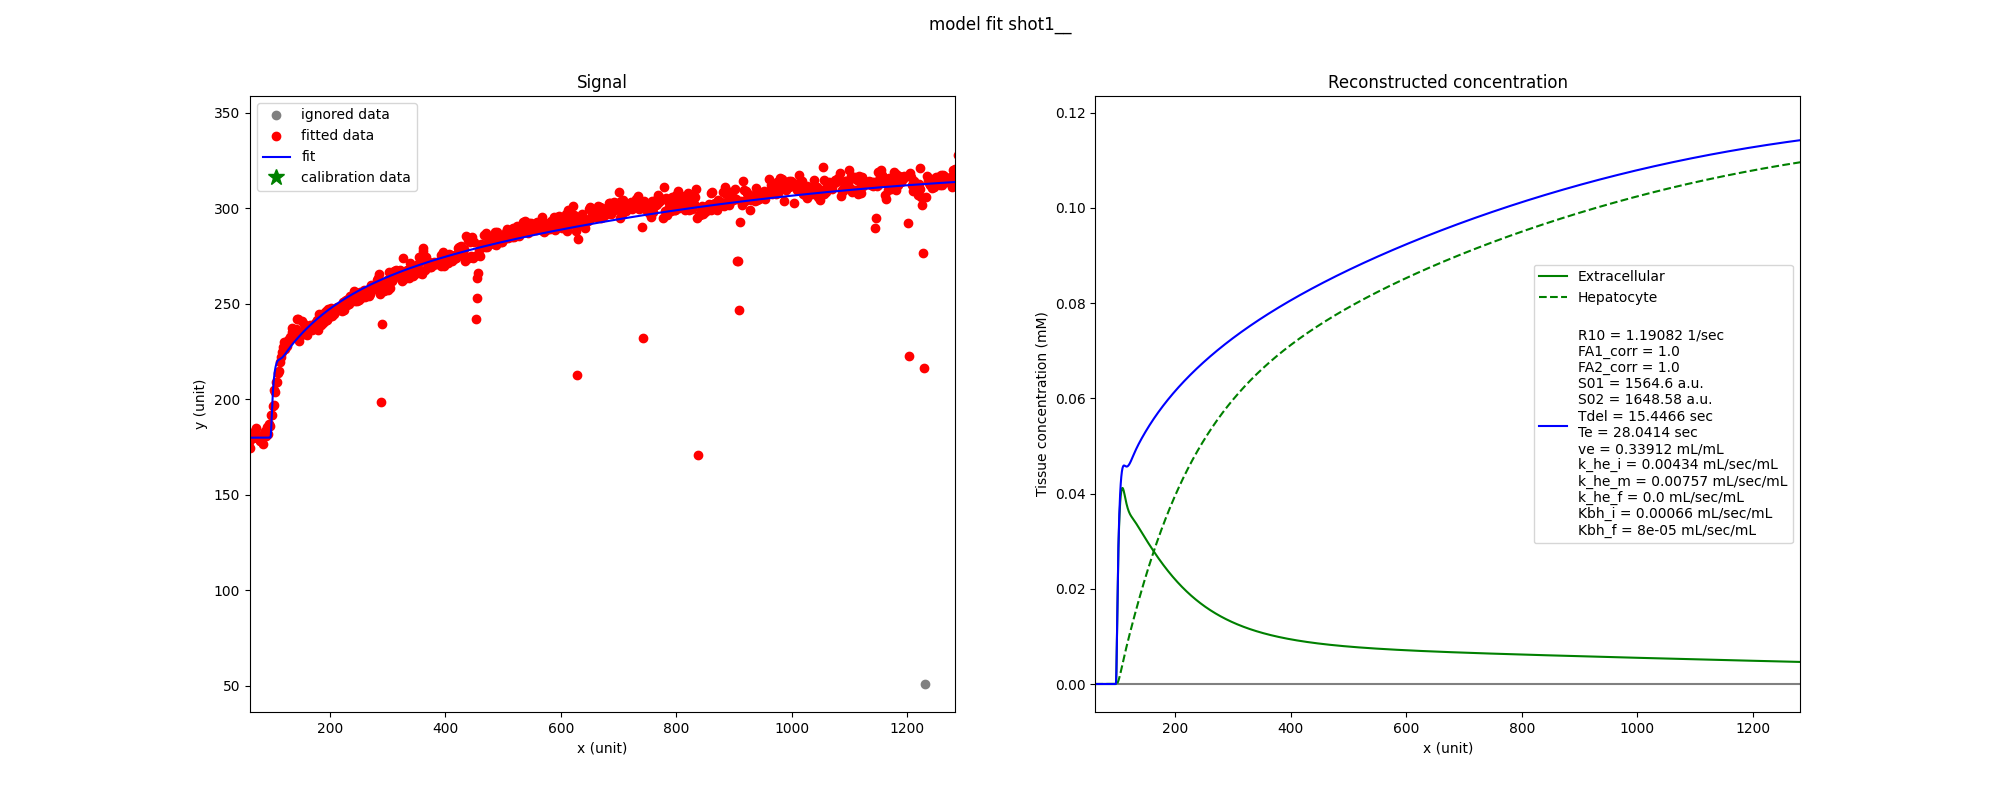 model fit shot1__
Signal
350
300
250
200
150
100
50
200
400
600
800
1000
1200
x (unit)
y (unit)
ignored data
fitted data
fit
calibration data
Reconstructed concentration
0.12
0.10
0.08
0.06
0.04
0.02
0.00
200
400
600
800
1000
1200
x (unit)
Tissue concentration (mM)
Extracellular
Hepatocyte
R10 = 1.19082 1/sec
FA1_corr = 1.0
FA2_corr = 1.0
S01 = 1564.6 a.u.
S02 = 1648.58 a.u.
Tdel = 15.4466 sec
Te = 28.0414 sec
ve = 0.33912 mL/mL
k_he_i = 0.00434 mL/sec/mL
k_he_m = 0.00757 mL/sec/mL
k_he_f = 0.0 mL/sec/mL
Kbh_i = 0.00066 mL/sec/mL
Kbh_f = 8e-05 mL/sec/mL